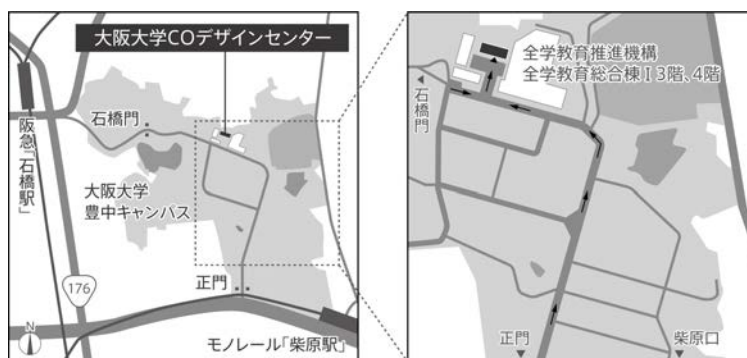 大阪大学COデザインセンター
石橋門
阪急「石橋駅」
大阪大学
豊中キャンパス
176
正門
N
モノレール「柴原駅」
全学教育推進機構
全学教育総合棟Ⅰ3階、4階
石橋門
正門
柴原口